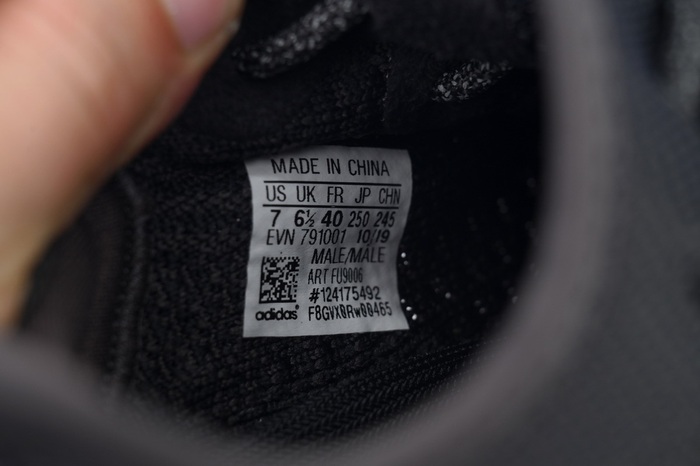 MADE IN CHINA
US UK FR JP CHN
7 6½ 40 250 245
EVN 791001 10/19
MALE/MALE
ART FU9006
#124175492
adidas® F8GVX0Rw00465